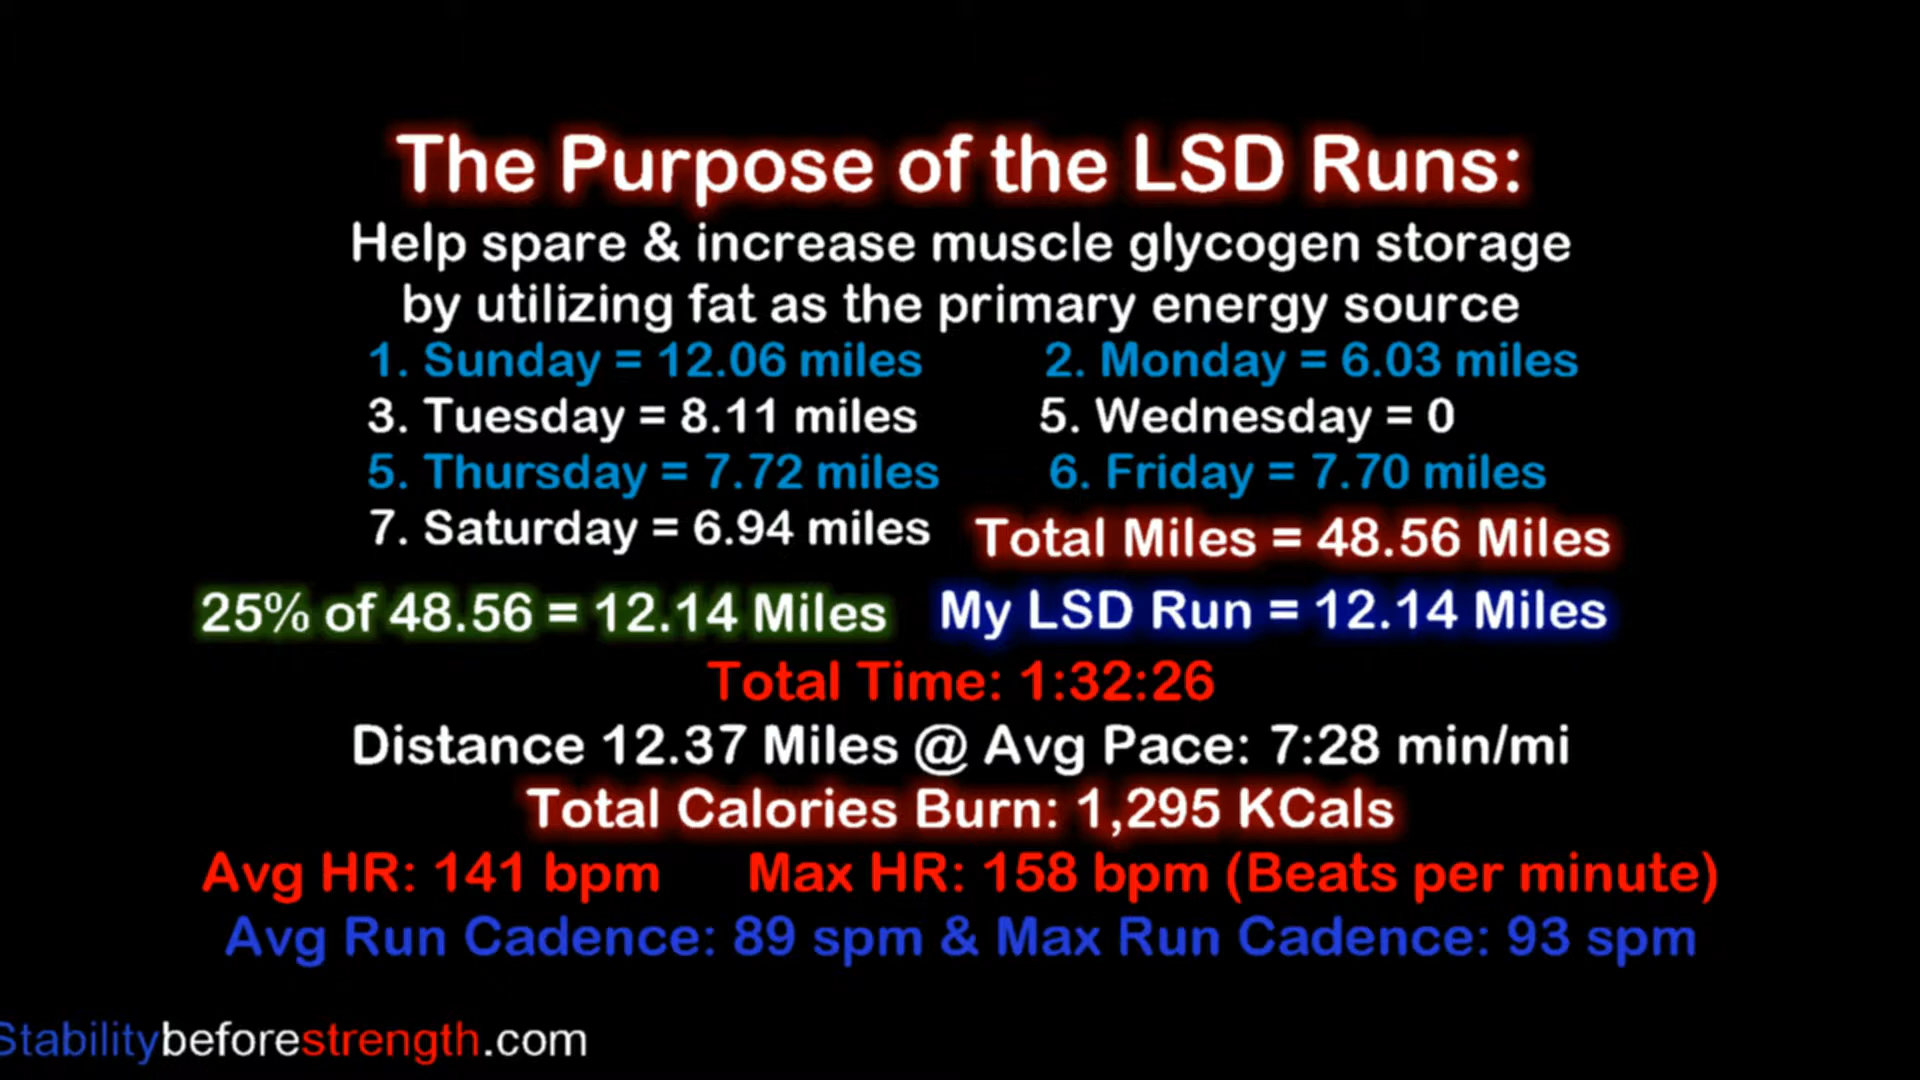 The Purpose of the LSD Runs:
Help spare & increase muscle glycogen storage
by utilizing fat as the primary energy source
1. Sunday = 12.06 miles 2. Monday = 6.03 miles
3. Tuesday = 8.11 miles 5. Wednesday = 0
5. Thursday = 7.72 miles 6. Friday = 7.70 miles
7. Saturday = 6.94 miles Total Miles = 48.56 Miles
25% of 48.56 = 12.14 Miles My LSD Run = 12.14 Miles
Total Time: 1:32:26
Distance 12.37 Miles @ Avg Pace: 7:28 min/mi
Total Calories Burn: 1,295 KCals
Avg HR: 141 bpm Max HR: 158 bpm (Beats per minute)
Avg Run Cadence: 89 spm & Max Run Cadence: 93 spm
Stabilitybeforestrength.com